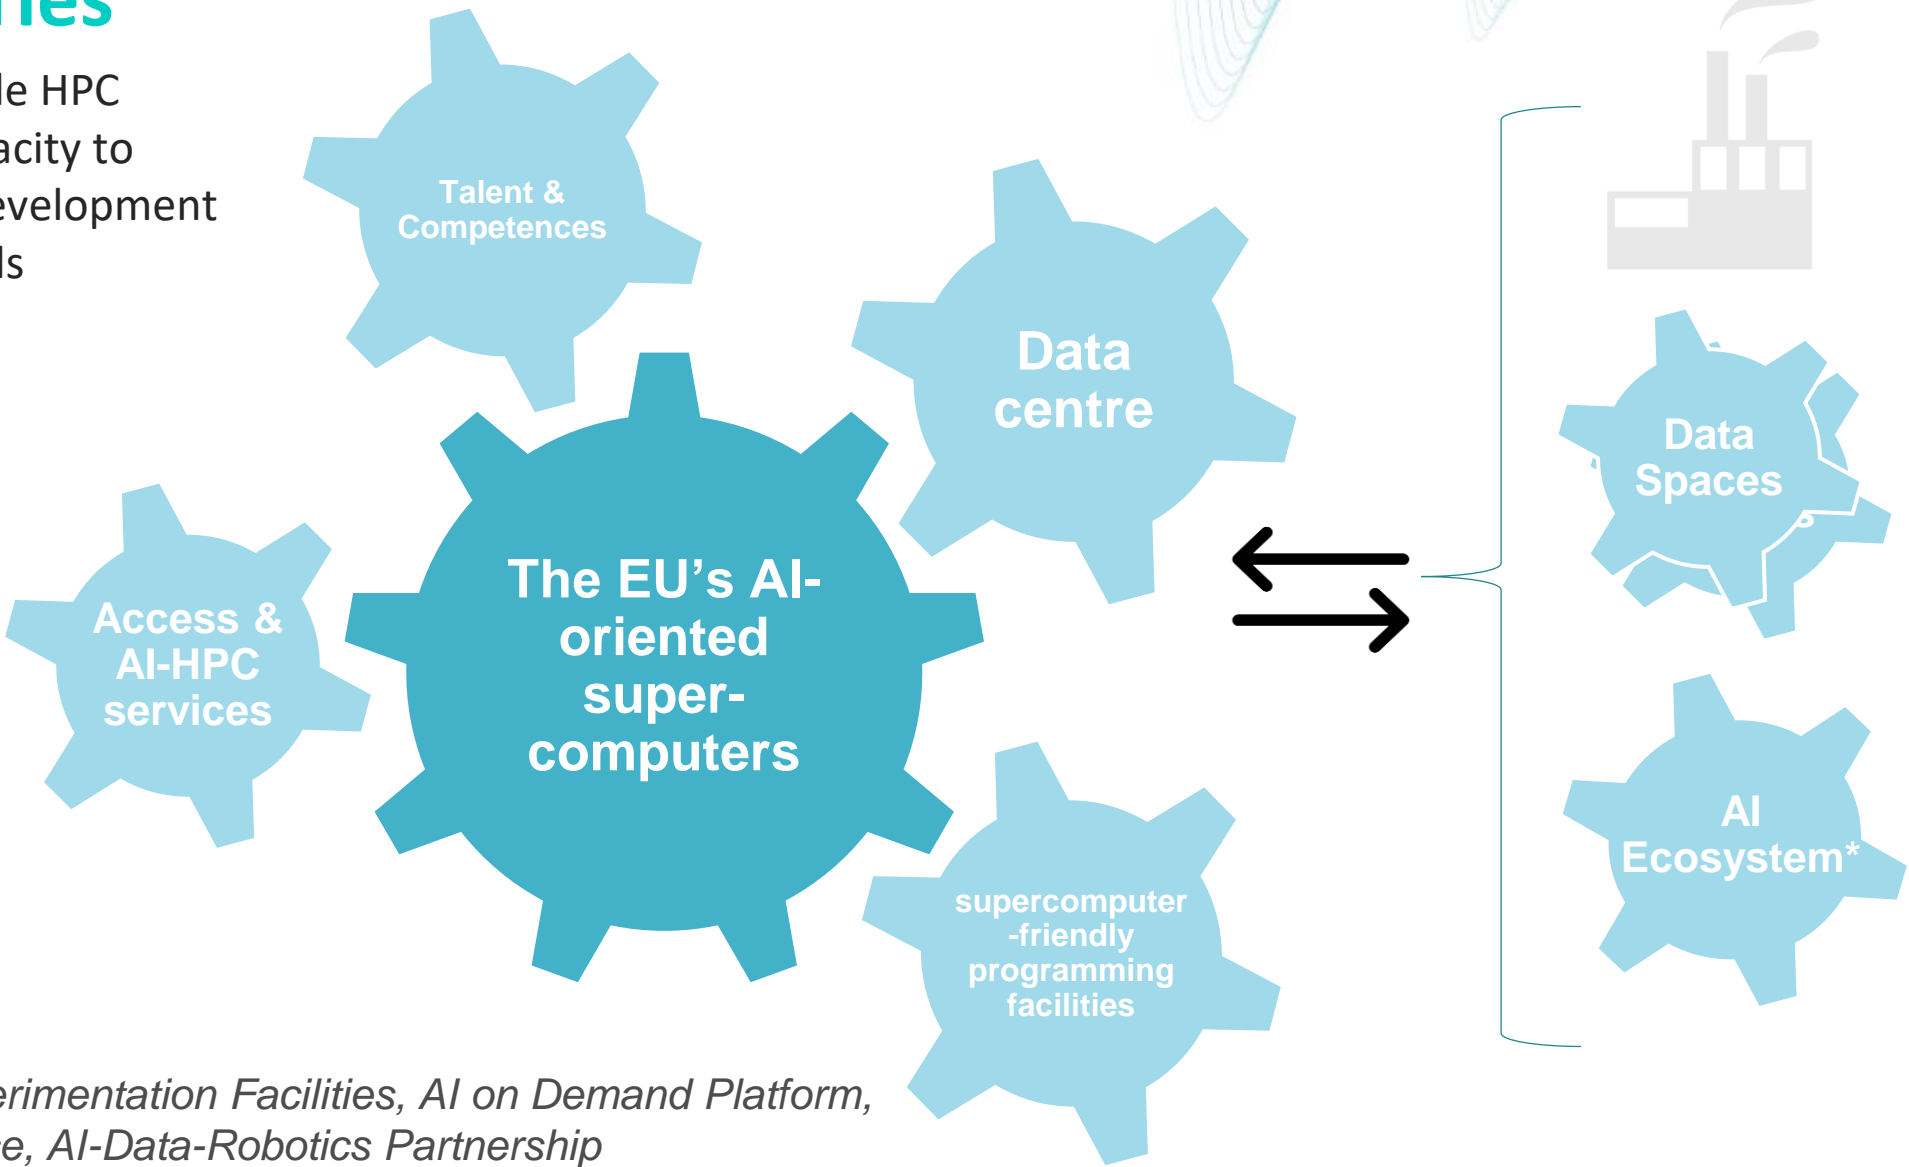 ries
le HPC
acity to
evelopment
ls
Talent &
Competences
Data
centre
The EU’s AI-
oriented
super-
computers
Access &
AI-HPC
services
supercomputer
-friendly
programming
facilities
Data
Spaces
s
AI
Ecosystem*
erimentation Facilities, AI on Demand Platform,
e, AI-Data-Robotics Partnership